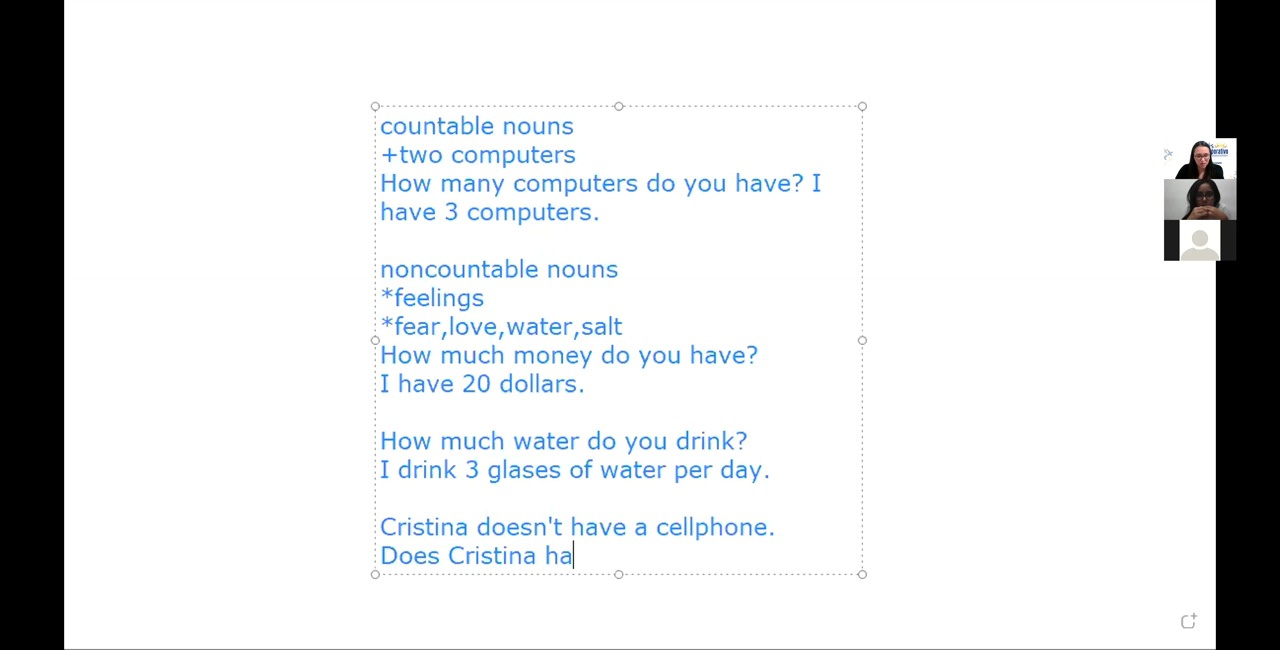 countable nouns
+two computers
How many computers do you have? I
have 3 computers.
noncountable nouns
*feelings
*fear,love,water,salt
How much money do you have?
I have 20 dollars.
How much water do you drink?
I drink 3 glases of water per day.
Cristina doesn't have a cellphone.
Does Cristina ha